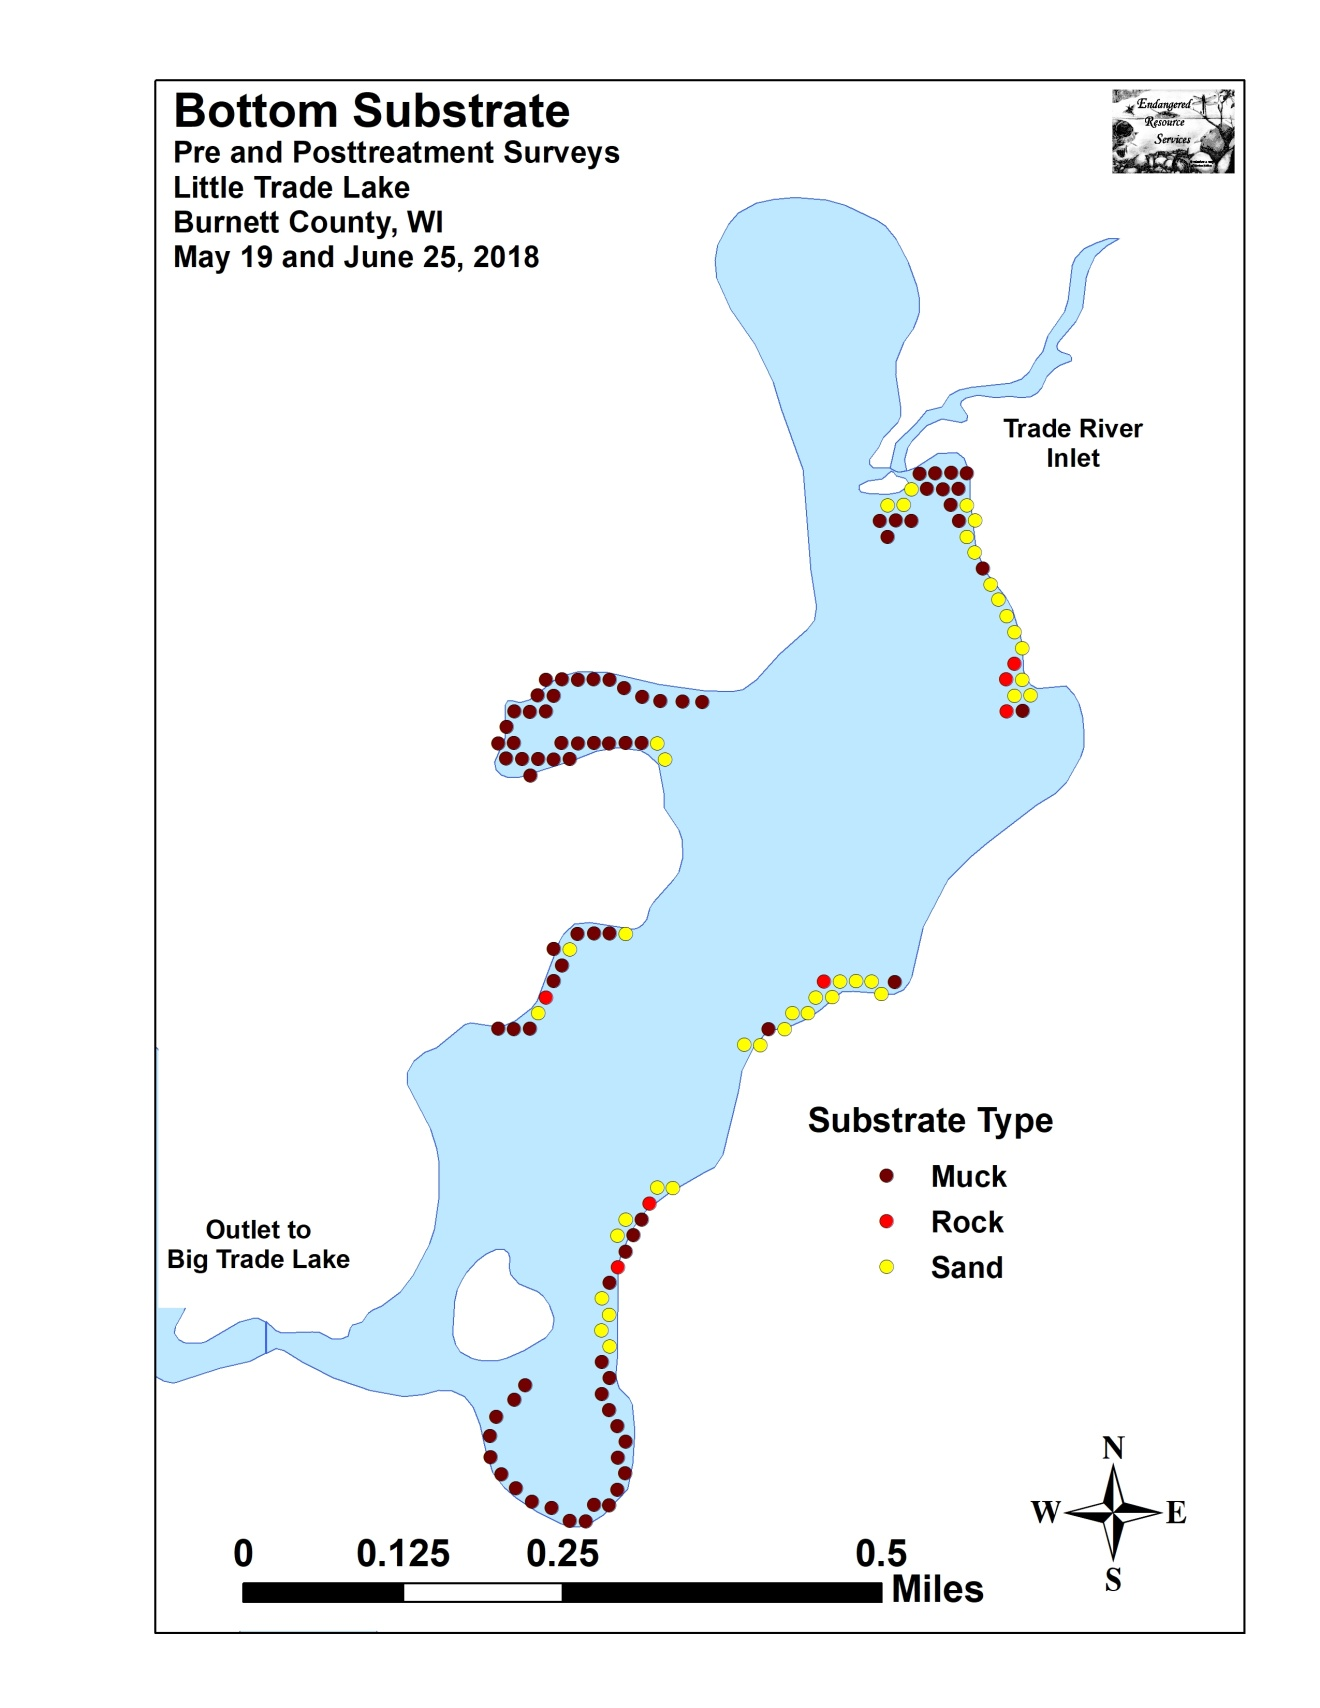 Bottom Substrate
Pre and Posttreatment Surveys
Little Trade Lake
Burnett County, WI
May 19 and June 25, 2018
Endangered
Resource
Services
Trade River
Inlet
Substrate Type
Muck
Rock
Sand
Outlet to
Big Trade Lake
N
W E
S
0 0.125 0.25 0.5
Miles